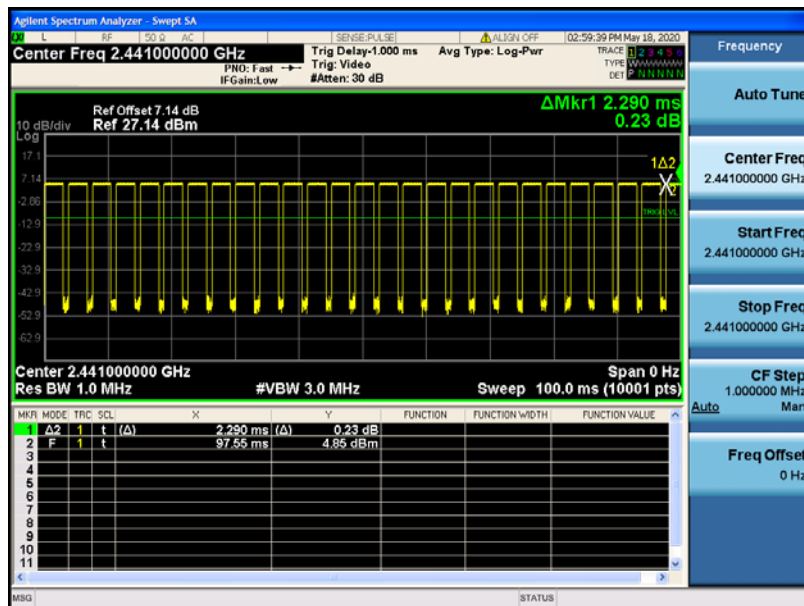 Agilent Spectrum Analyzer - Swept SA
LXI L RF 50 Ω AC SENSE:PULSE ALIGN OFF 02:59:39 PM May 18, 2020
Center Freq 2.441000000 GHz
PNO: Fast
IFGain:Low
Trig Delay-1.000 ms
Trig: Video
#Atten: 30 dB
Avg Type: Log-Pwr
TRACE 1 2 3 4 5 6
TYPE W
DET P N N N N N
Ref Offset 7.14 dB
10 dB/div Ref 27.14 dBm
Log
ΔMkr1 2.290 ms
0.23 dB
17.1
7.14
-2.86
-12.9
-22.9
-32.9
-42.9
-52.9
-62.9
1Δ2
2
TRIG LVL
Center 2.441000000 GHz Span 0 Hz
Res BW 1.0 MHz #VBW 3.0 MHz Sweep 100.0 ms (10001 pts)
MKR MODE TRC SCL X Y FUNCTION FUNCTION WIDTH FUNCTION VALUE
1 Δ2 1 t (Δ) 2.290 ms (Δ) 0.23 dB
2 F 1 t 97.55 ms 4.85 dBm
3
4
5
6
7
8
9
10
11
MSG STATUS
Frequency
Auto Tune
Center Freq
2.441000000 GHz
Start Freq
2.441000000 GHz
Stop Freq
2.441000000 GHz
CF Step
1.000000 MHz
Auto Man
Freq Offset
0 Hz